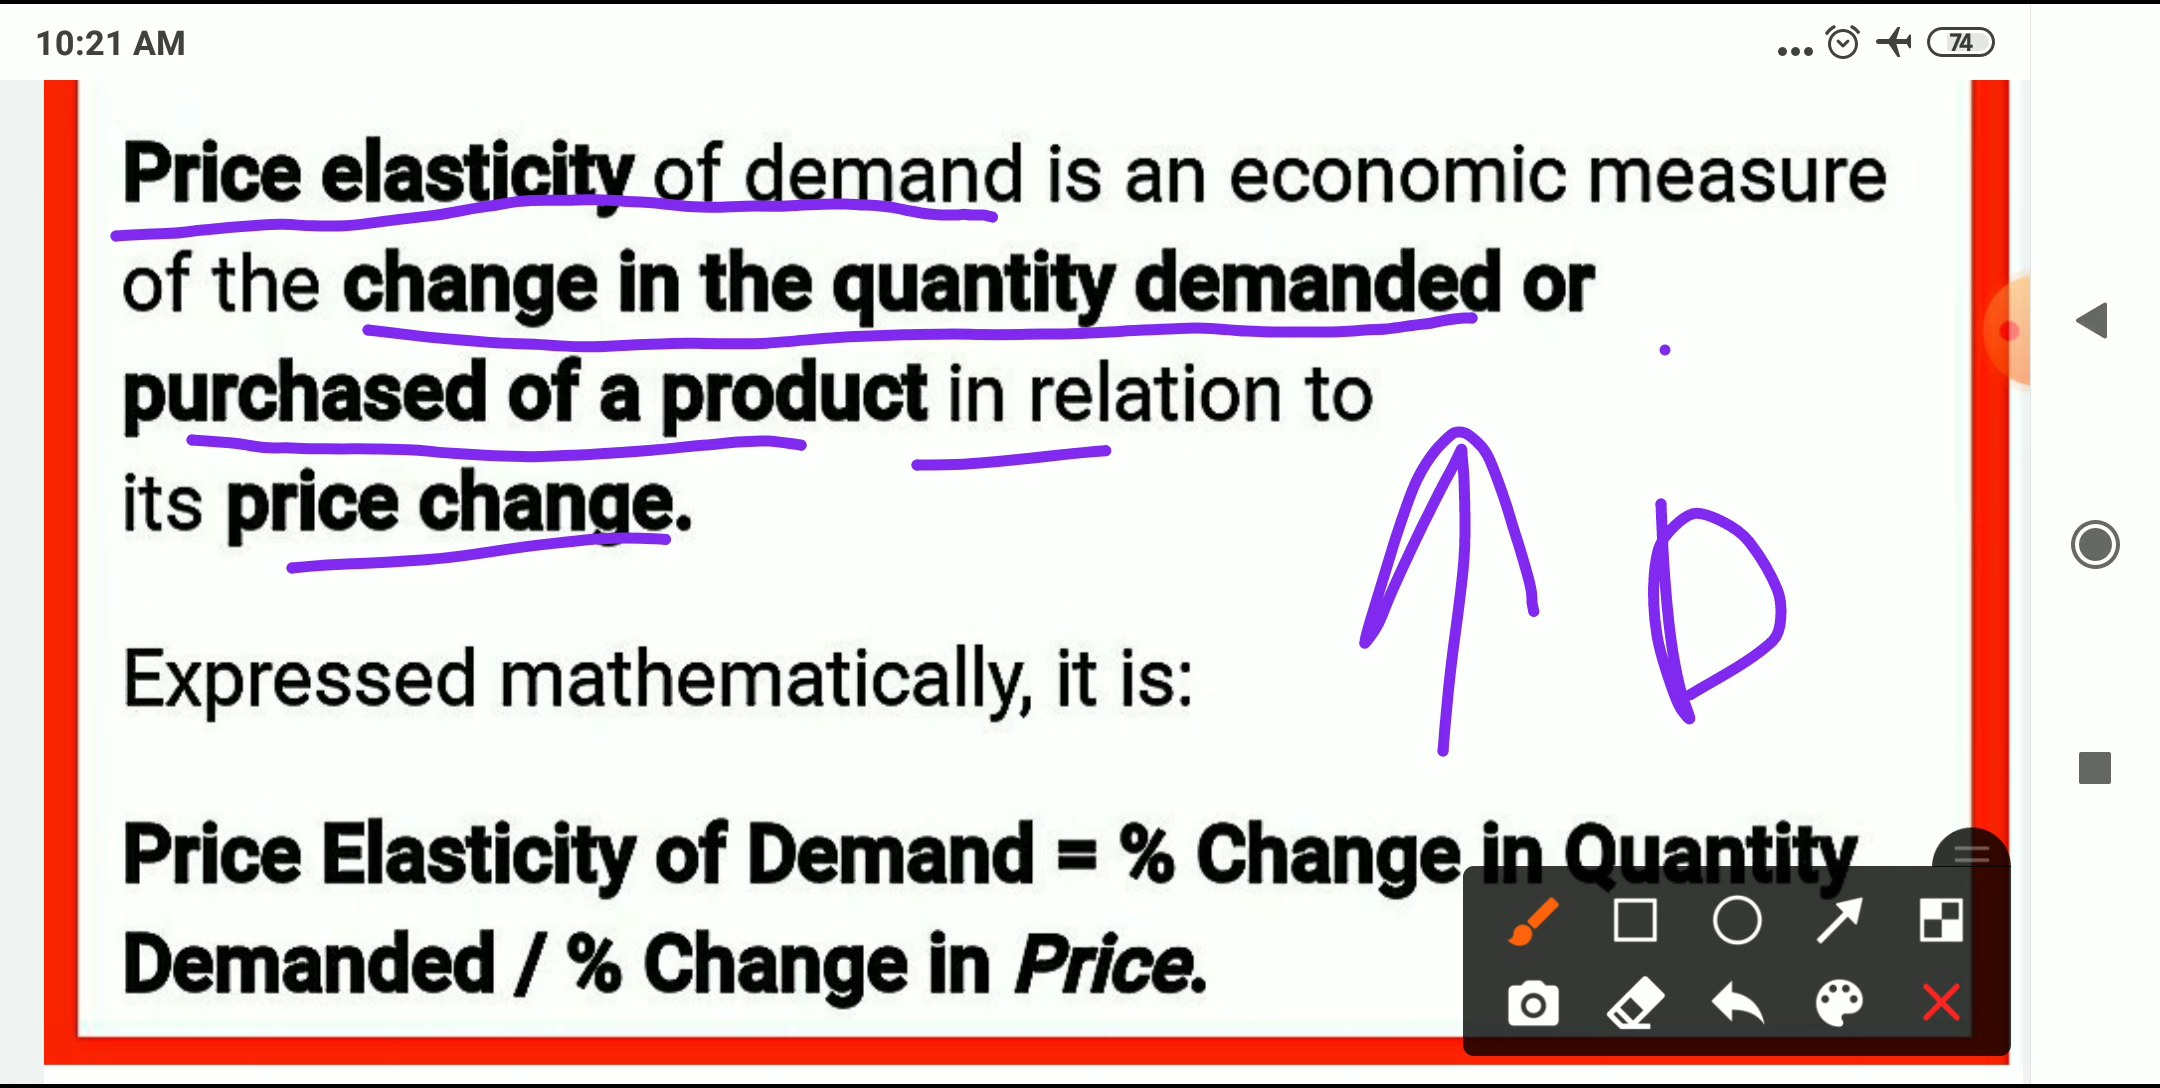 10:21 AM
74
Price elasticity of demand is an economic measure
of the change in the quantity demanded or
purchased of a product in relation to
its price change.
D
Expressed mathematically, it is:
Price Elasticity of Demand = % Change in Quantity
Demanded / % Change in Price.